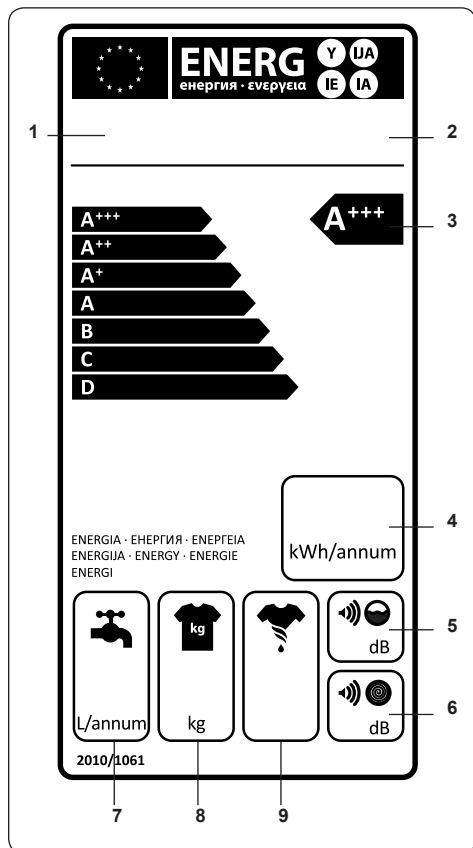 ENERG
Y IJA
IE IA
енергия · ενεργεια
1
2
A+++
3
A+++
A++
A+
A
B
C
D
4
kWh/annum
ENERGIA · ЕНЕРГИЯ · ΕΝΕΡΓΕΙΑ
ENERGIJA · ENERGY · ENERGIE
ENERGI
kg
dB
5
dB
6
L/annum
kg
2010/1061
7
8
9